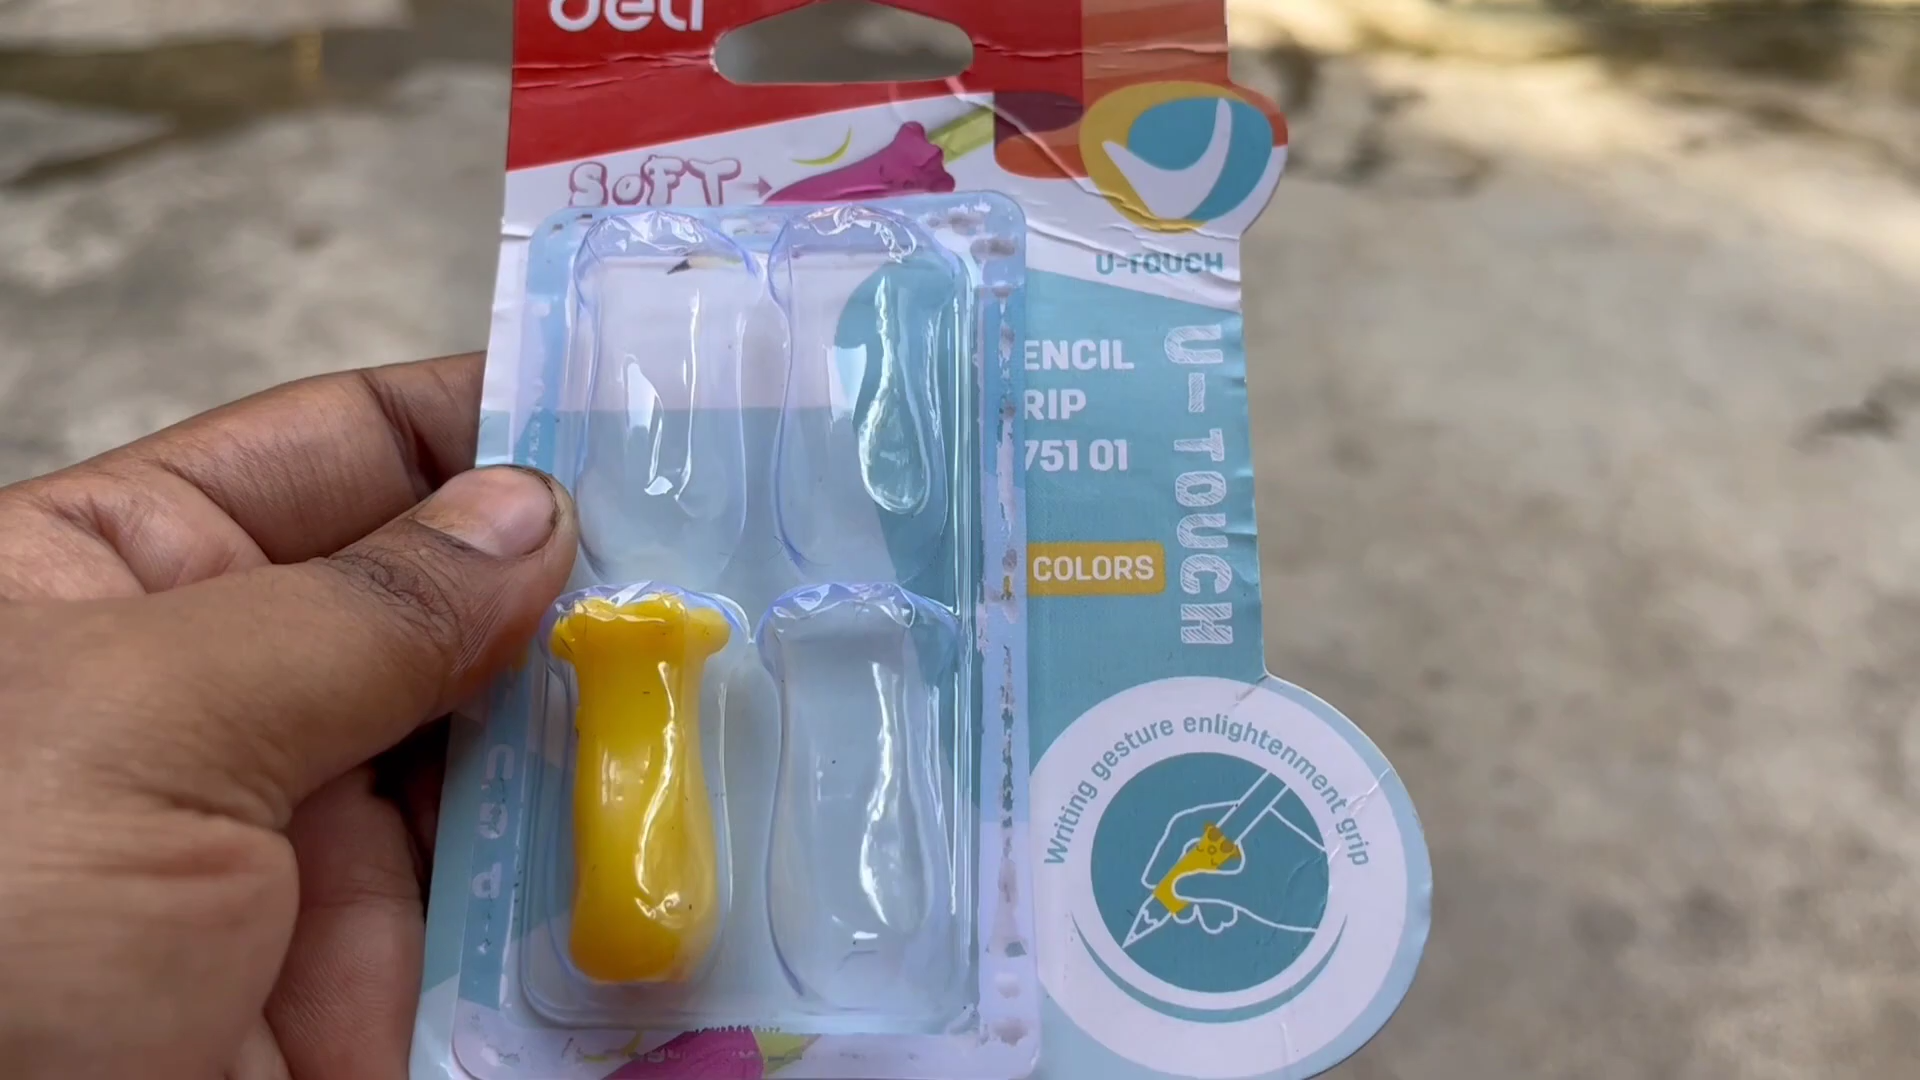 deli
SOFT
U-TOUCH
ENCIL
RIP
751 01
COLORS
U-TOUCH
Writing gesture enlightenment grip